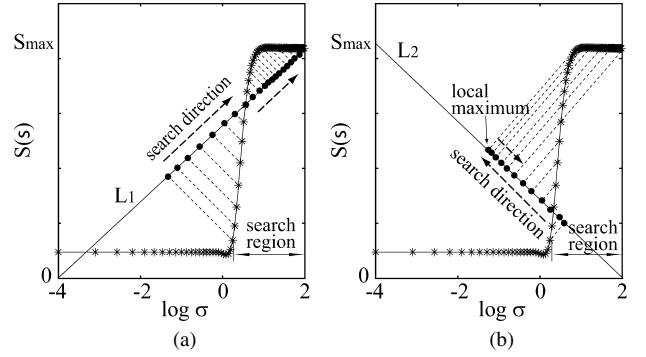 Smax
S(s)
0
L1
search direction
search region
-4
-2
0
2
log σ
(a)
Smax
S(s)
0
L2
local maximum
search direction
search region
-4
-2
0
2
log σ
(b)